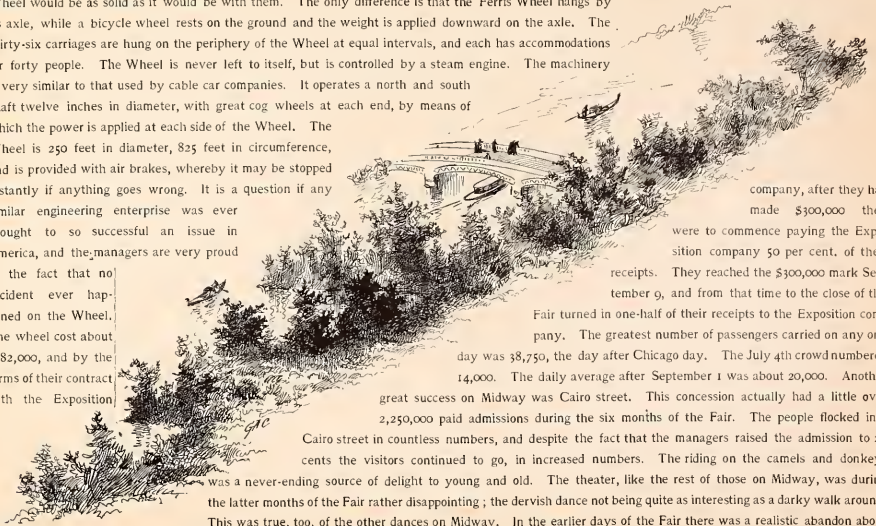 heel would be as solid as it would be with them. The only difference is that the Ferris Wheel hangs by
axle, while a bicycle wheel rests on the ground and the weight is applied downward on the axle. The
irty-six carriages are hung on the periphery of the Wheel at equal intervals, and each has accommodations
r forty people. The Wheel is never left to itself, but is controlled by a steam engine. The machinery
very similar to that used by cable car companies. It operates a north and south
aft twelve inches in diameter, with great cog wheels at each end, by means of
hich the power is applied at each side of the Wheel. The
heel is 250 feet in diameter, 825 feet in circumference,
nd is provided with air brakes, whereby it may be stopped
stantly if anything goes wrong. It is a question if any
milar engineering enterprise was ever
ought to so successful an issue in
merica, and the managers are very proud
the fact that no
cident ever hap-
ned on the Wheel.
he wheel cost about
82,000, and by the
rms of their contract
th the Exposition
company, after they ha
made $300,000 the
were to commence paying the Exp
sition company 50 per cent. of the
receipts. They reached the $300,000 mark Se
tember 9, and from that time to the close of th
Fair turned in one-half of their receipts to the Exposition com
pany. The greatest number of passengers carried on any on
day was 38,750, the day after Chicago day. The July 4th crowd numbere
14,000. The daily average after September 1 was about 20,000. Anoth
great success on Midway was Cairo street. This concession actually had a little ov
2,250,000 paid admissions during the six months of the Fair. The people flocked in
Cairo street in countless numbers, and despite the fact that the managers raised the admission to
cents the visitors continued to go, in increased numbers. The riding on the camels and donkey
was a never-ending source of delight to young and old. The theater, like the rest of those on Midway, was durin
the latter months of the Fair rather disappointing ; the dervish dance not being quite as interesting as a darky walk aroun
This was true, too, of the other dances on Midway. In the earlier days of the Fair there was a realistic abandon abo